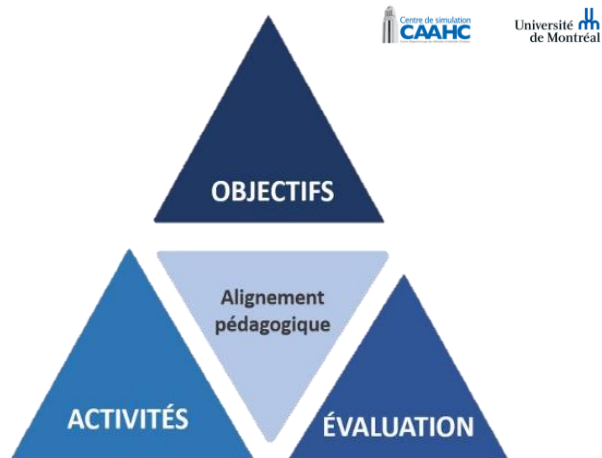 Centre de simulation
CAAHC
Université
de Montréal
OBJECTIFS
Alignement
pédagogique
ACTIVITÉS
ÉVALUATION